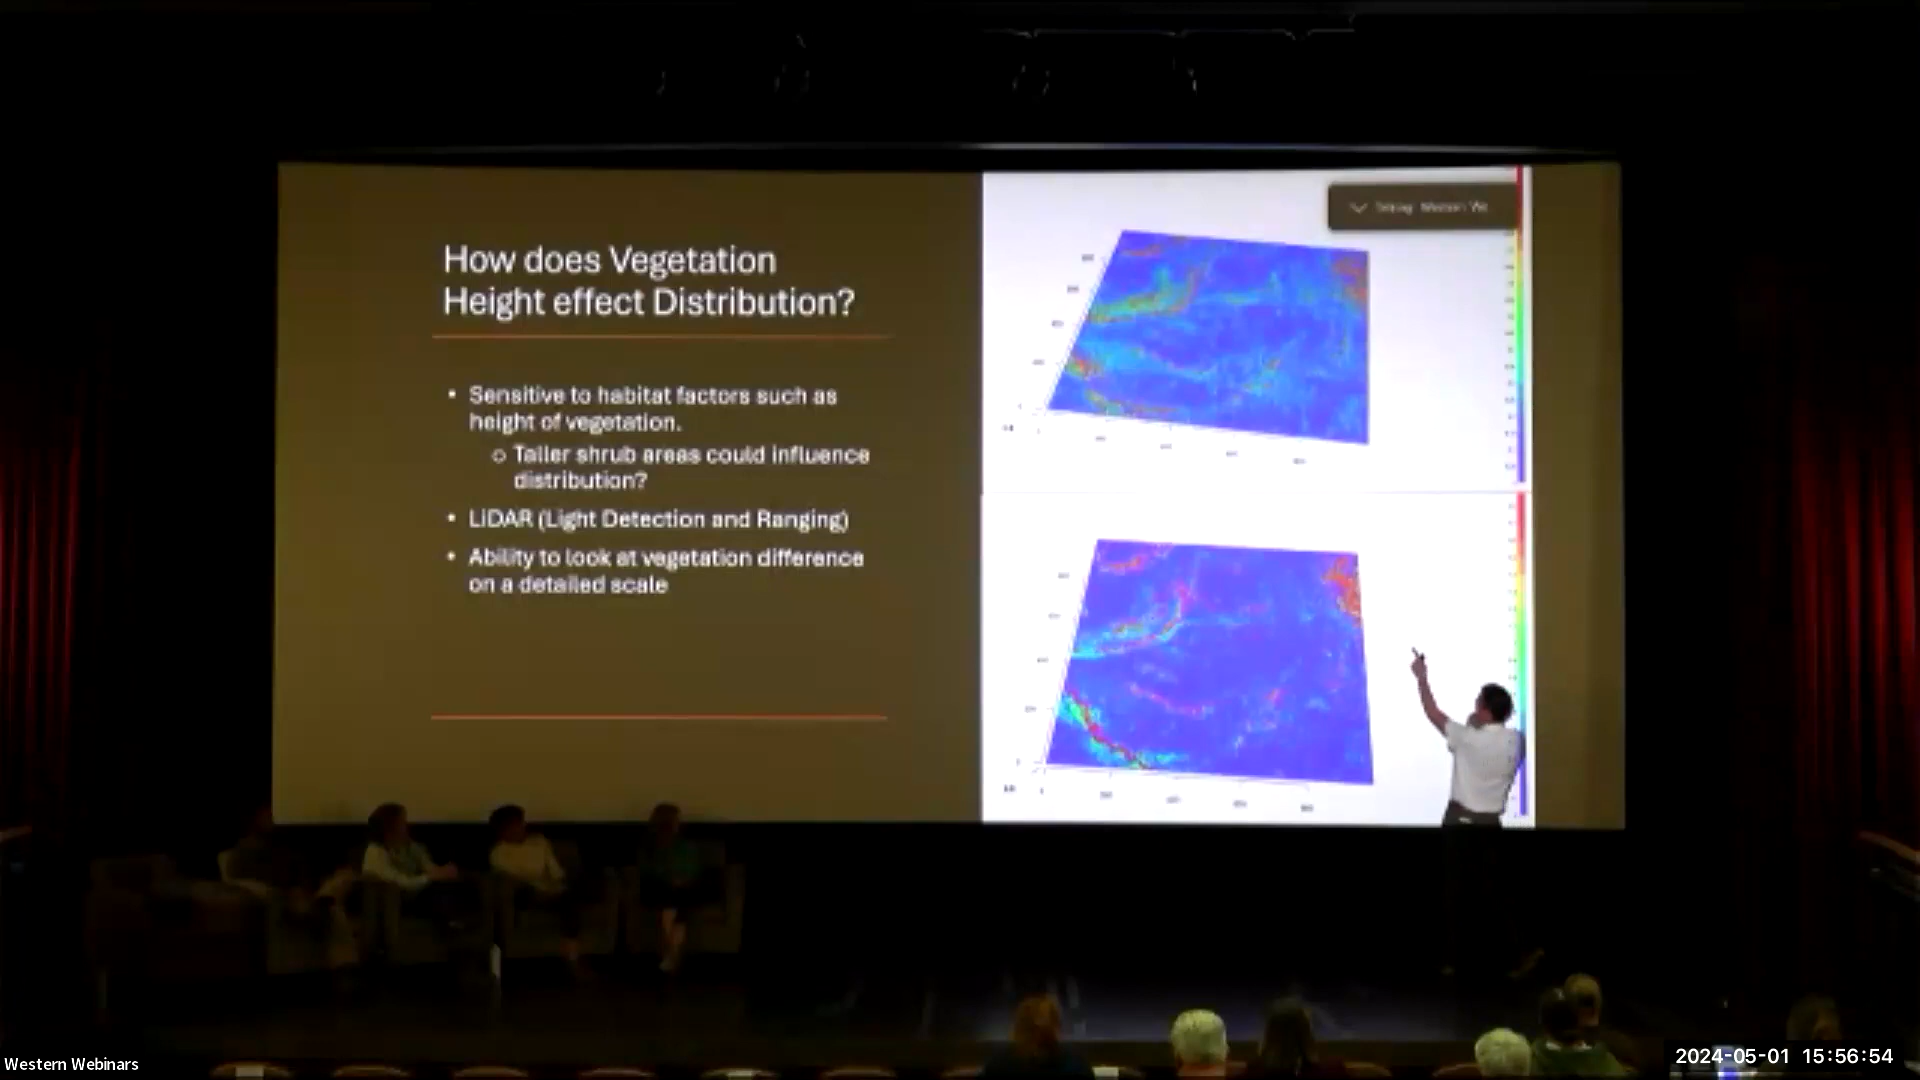 How does Vegetation
Height effect Distribution?
• Sensitive to habitat factors such as
height of vegetation.
o Taller shrub areas could influence
distribution?
• LiDAR (Light Detection and Ranging)
• Ability to look at vegetation difference
on a detailed scale
Western Webinars
2024-05-01 15:56:54